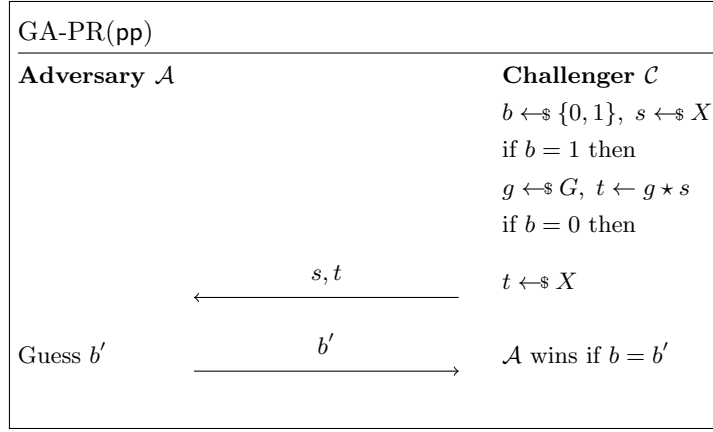 GA-PR(pp)
Adversary 𝒜 Challenger 𝒞
b ←$ {0, 1}, s ←$ X
if b = 1 then
g ←$ G, t ← g ⋆ s
if b = 0 then
s, t t ←$ X
Guess b′ b′ 𝒜 wins if b = b′